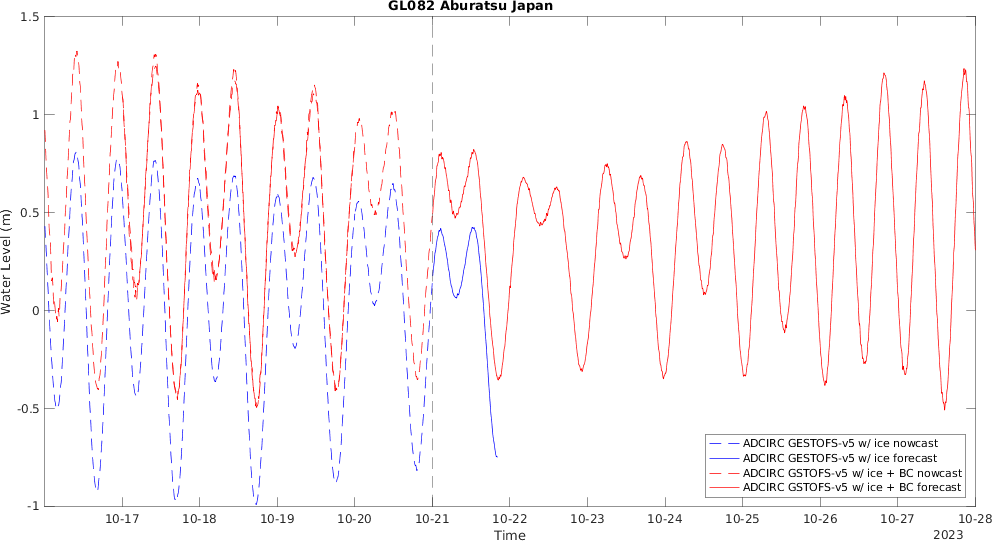 GL082 Aburatsu Japan
1.5
1
0.5
0
-0.5
-1
Water Level (m)
10-17 10-18 10-19 10-20 10-21 10-22 10-23 10-24 10-25 10-26 10-27 10-28
Time
2023
ADCIRC GESTOFS-v5 w/ ice nowcast
ADCIRC GESTOFS-v5 w/ ice forecast
ADCIRC GSTOFS-v5 w/ ice + BC nowcast
ADCIRC GSTOFS-v5 w/ ice + BC forecast